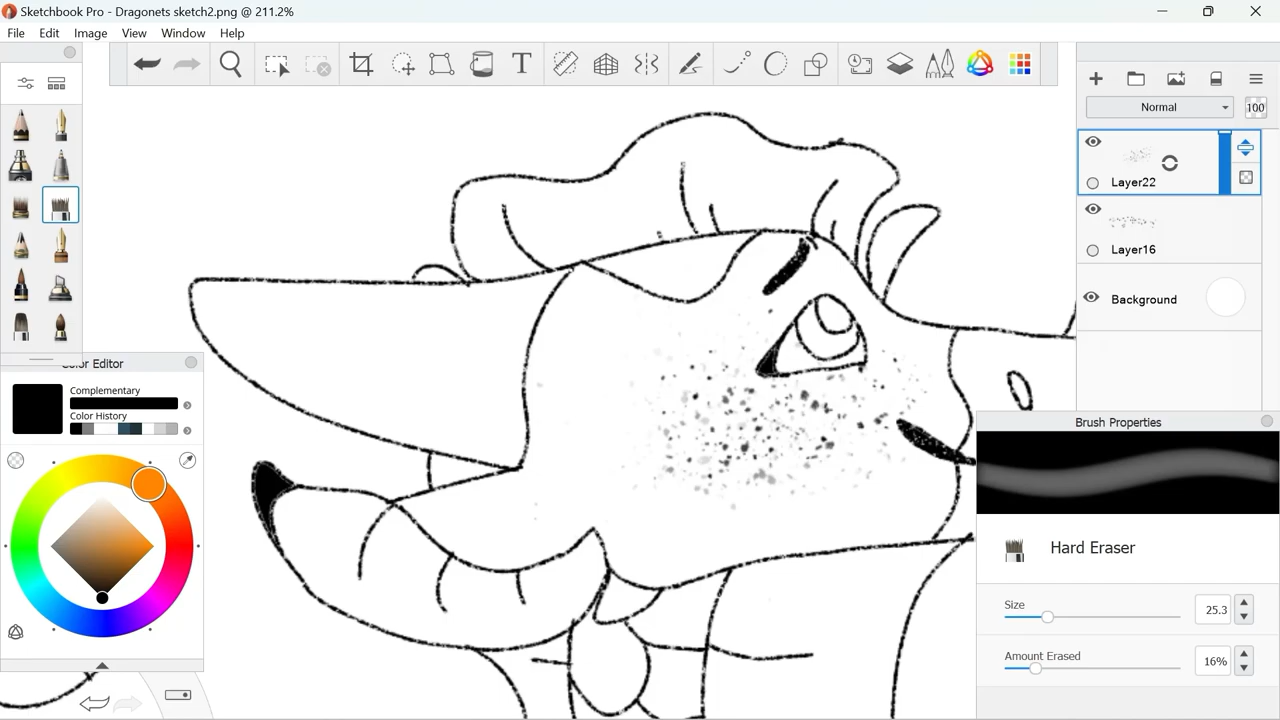 Sketchbook Pro - Dragonets sketch2.png @ 211.2%
File Edit Image View Window Help
T
Normal
100
Layer22
Layer16
Background
Color Editor
Complementary
Color History
Brush Properties
Hard Eraser
Size
25.3
Amount Erased
16%